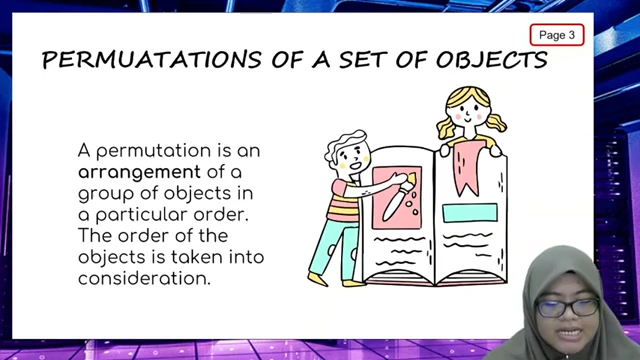 Page 3
PERMUATATIONS OF A SET OF OBJECTS
A permutation is an
arrangement of a
group of objects in
a particular order.
The order of the
objects is taken into
consideration.